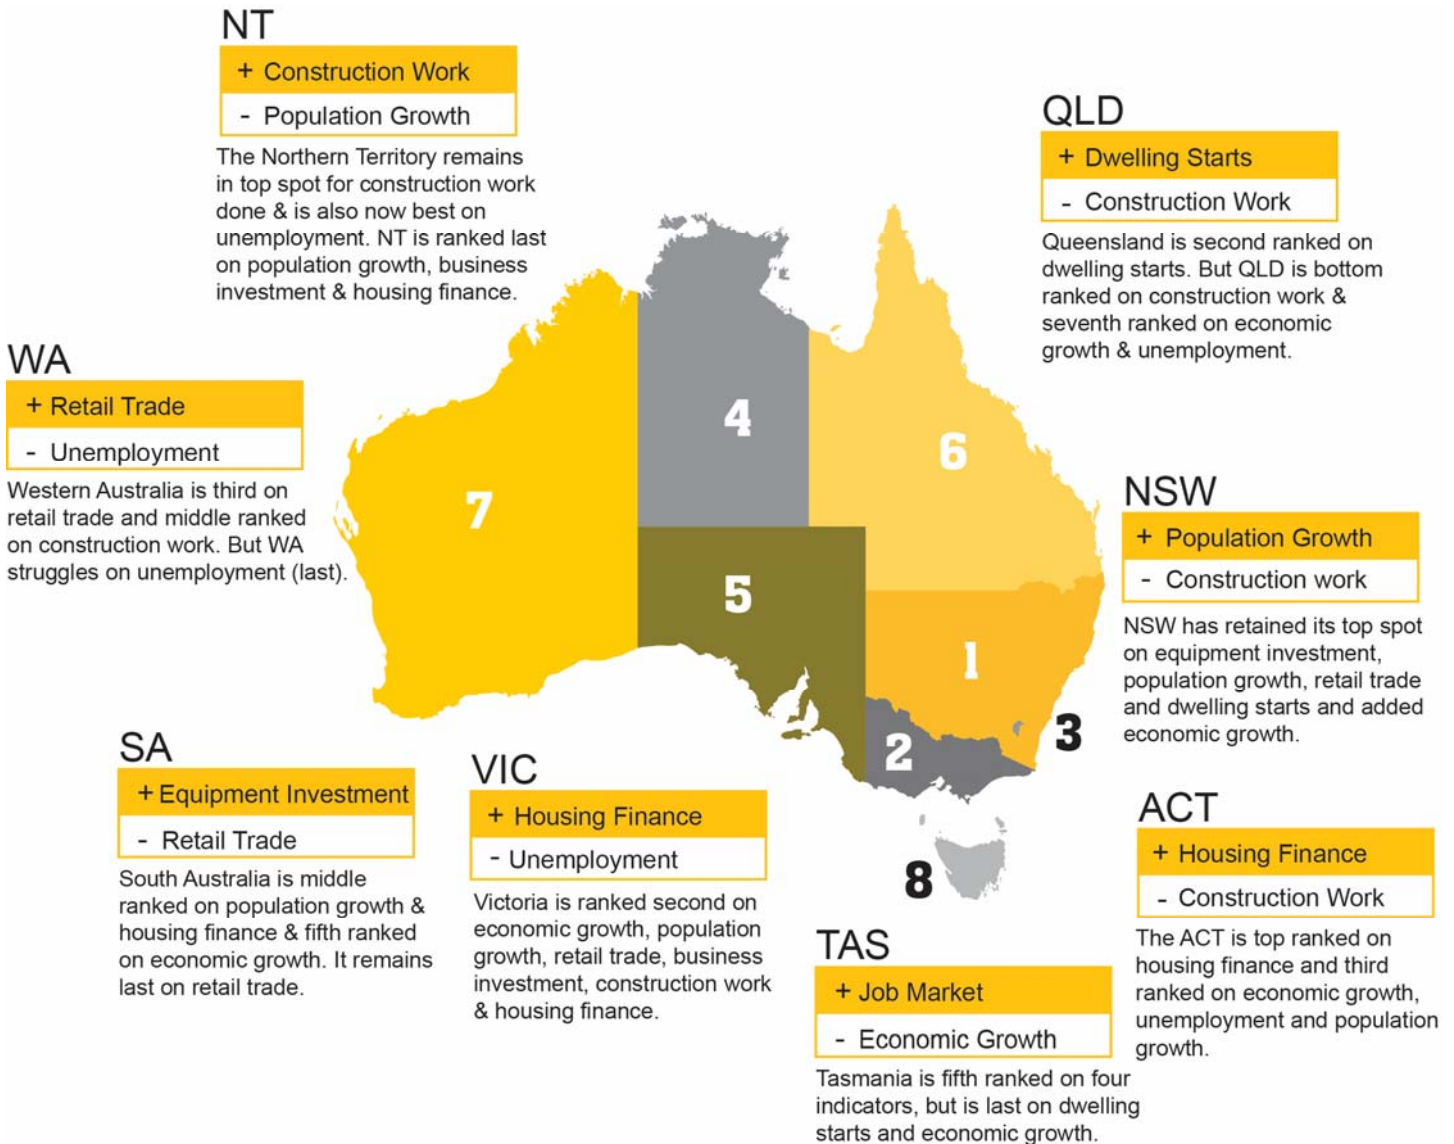 NT
+ Construction Work
- Population Growth
The Northern Territory remains
in top spot for construction work
done & is also now best on
unemployment. NT is ranked last
on population growth, business
investment & housing finance.
QLD
+ Dwelling Starts
- Construction Work
Queensland is second ranked on
dwelling starts. But QLD is bottom
ranked on construction work &
seventh ranked on economic
growth & unemployment.
WA
+ Retail Trade
- Unemployment
Western Australia is third on
retail trade and middle ranked
on construction work. But WA
struggles on unemployment (last).
4
6
7
5
1
2
3
8
NSW
+ Population Growth
- Construction work
NSW has retained its top spot
on equipment investment,
population growth, retail trade
and dwelling starts and added
economic growth.
SA
+ Equipment Investment
- Retail Trade
South Australia is middle
ranked on population growth &
housing finance & fifth ranked
on economic growth. It remains
last on retail trade.
VIC
+ Housing Finance
- Unemployment
Victoria is ranked second on
economic growth, population
growth, retail trade, business
investment, construction work
& housing finance.
TAS
+ Job Market
- Economic Growth
Tasmania is fifth ranked on four
indicators, but is last on dwelling
starts and economic growth.
ACT
+ Housing Finance
- Construction Work
The ACT is top ranked on
housing finance and third
ranked on economic growth,
unemployment and population
growth.